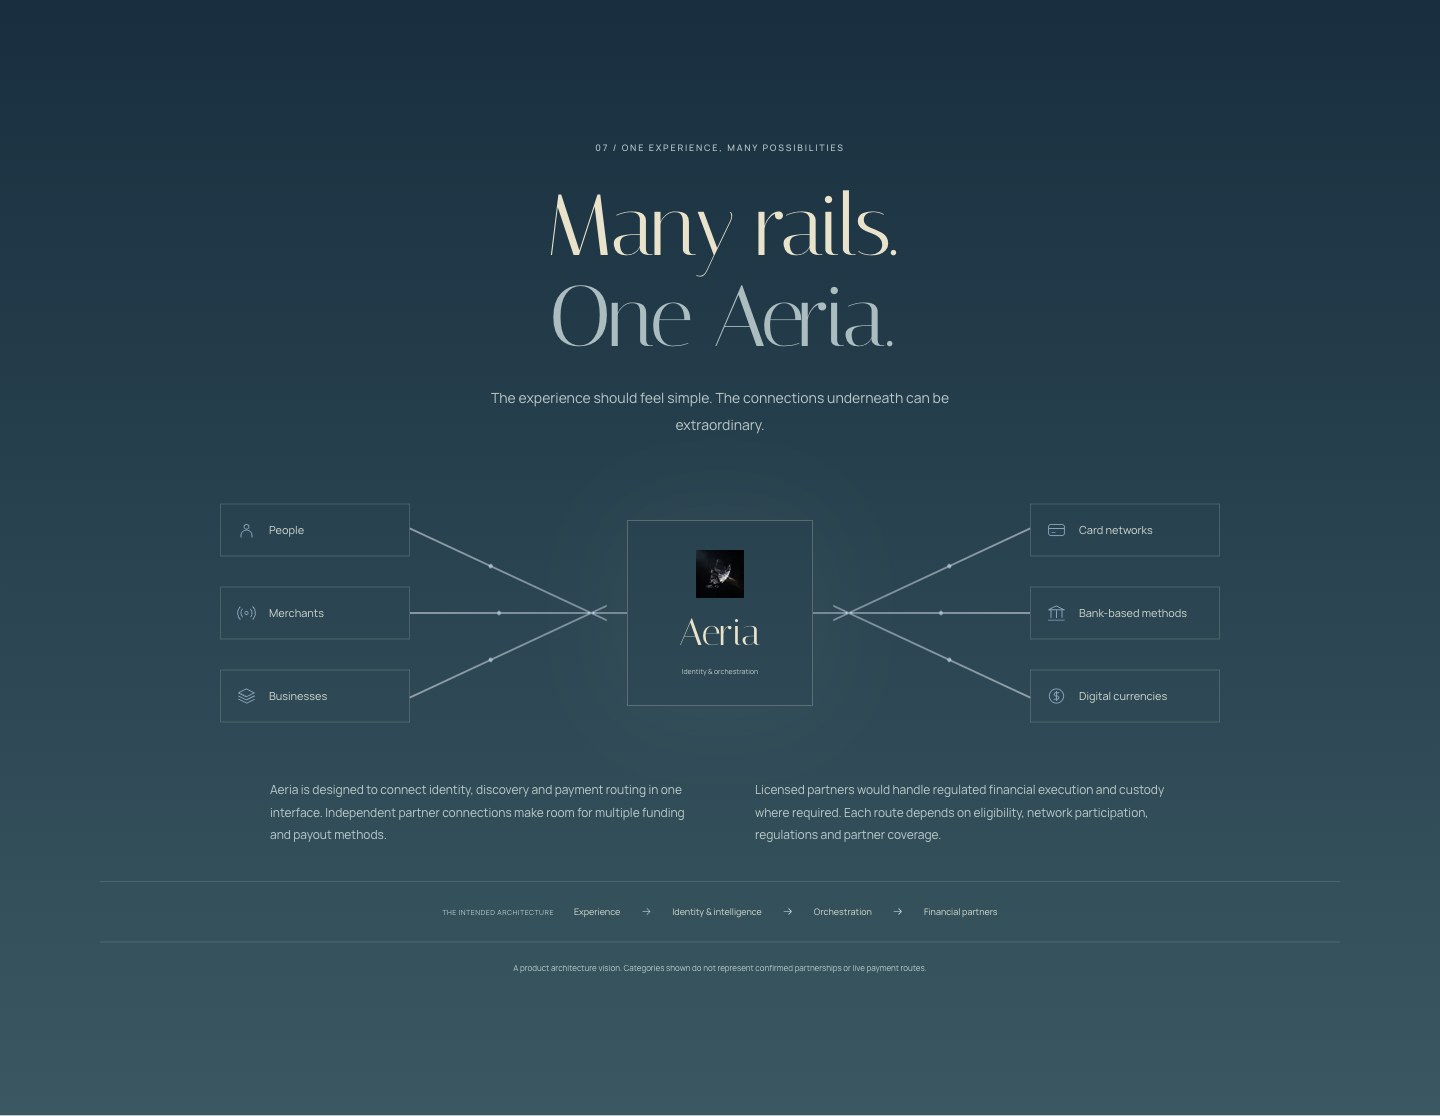 07 / ONE EXPERIENCE, MANY POSSIBILITIES
Many rails.
One Aeria.
The experience should feel simple. The connections underneath can be
extraordinary.
People
Merchants
Businesses
Aeria
Identity & orchestration
Card networks
Bank-based methods
Digital currencies
Aeria is designed to connect identity, discovery and payment routing in one
interface. Independent partner connections make room for multiple funding
and payout methods.
Licensed partners would handle regulated financial execution and custody
where required. Each route depends on eligibility, network participation,
regulations and partner coverage.
THE INTENDED ARCHITECTURE Experience → Identity & intelligence → Orchestration → Financial partners
A product architecture vision. Categories shown do not represent confirmed partnerships or live payment routes.